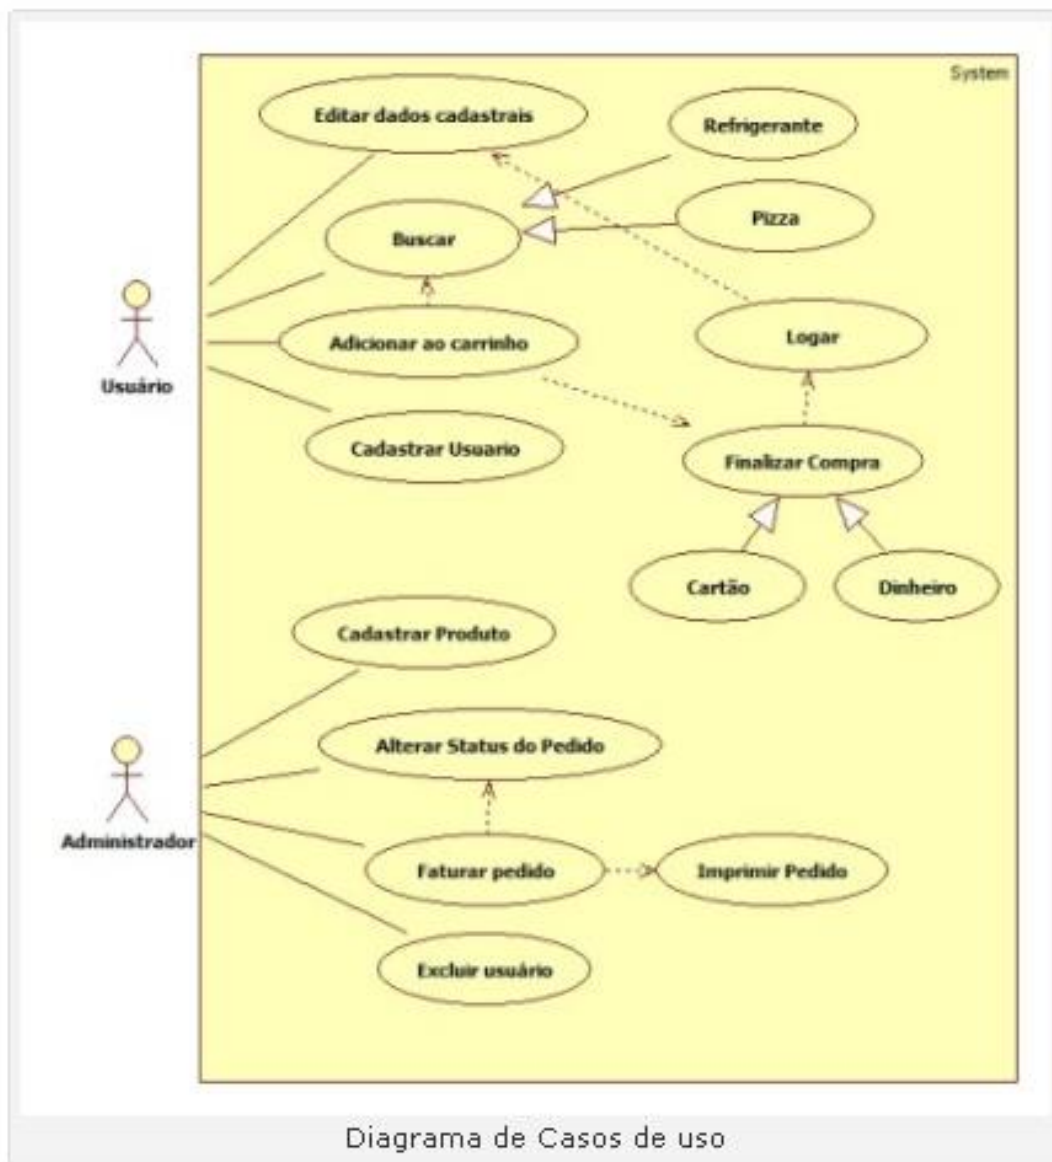 System
Editar dados cadastrais
Refrigerante
Pizza
Buscar
Adicionar ao carrinho
Logar
Usuário
Cadastrar Usuario
Finalizar Compra
Cartão
Dinheiro
Cadastrar Produto
Alterar Status do Pedido
Administrador
Faturar pedido
Imprimir Pedido
Excluir usuário
Diagrama de Casos de uso